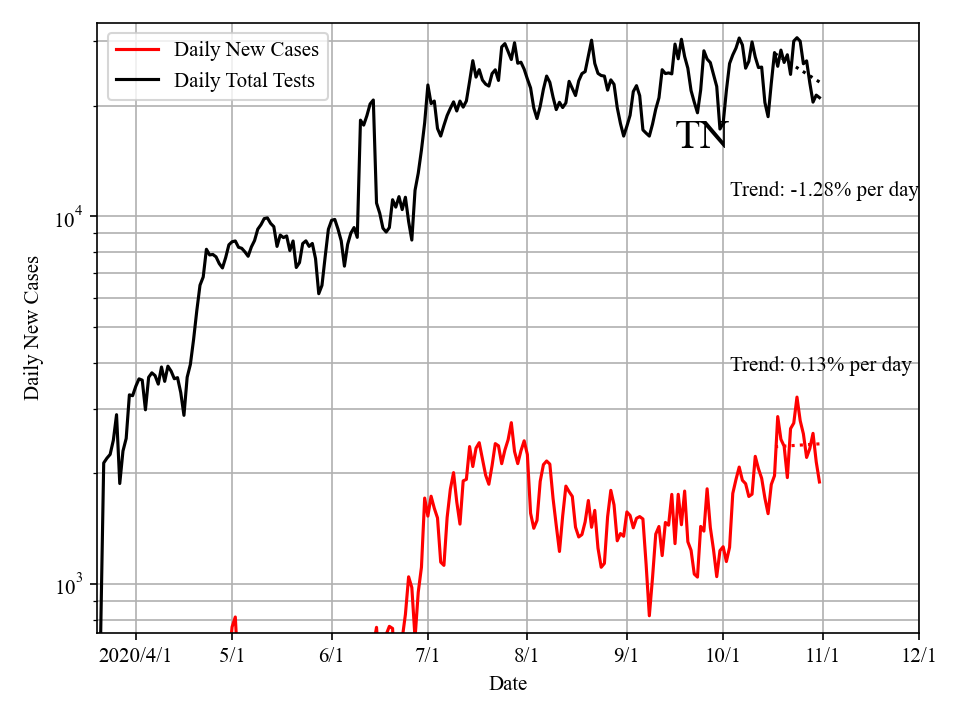 Daily New Cases
Daily Total Tests
TN
Trend: -1.28% per day
Trend: 0.13% per day
Daily New Cases
10^4
10^3
2020/4/1 5/1 6/1 7/1 8/1 9/1 10/1 11/1 12/1
Date